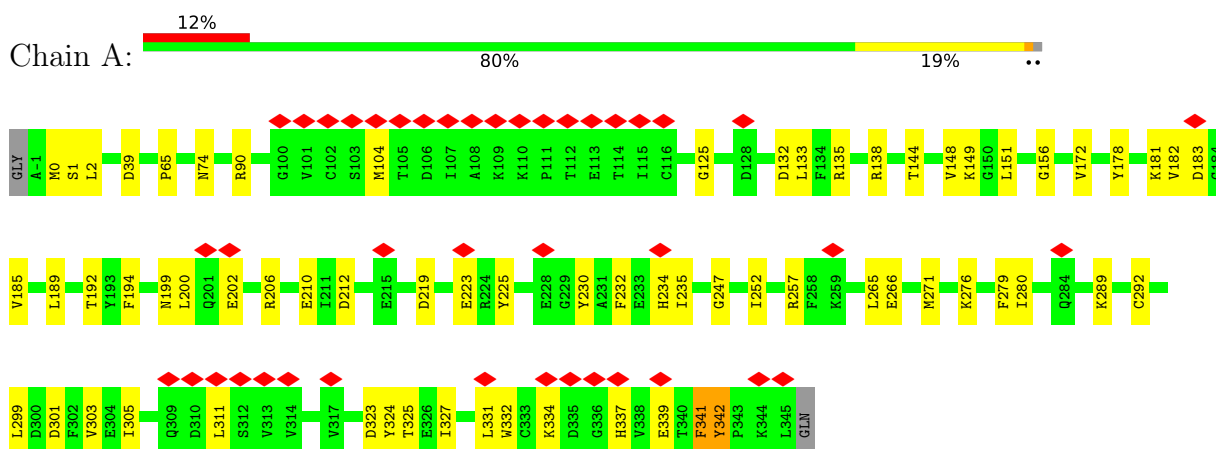 12%
Chain A:
80% 19% ••
GLY A-1 M0 S1 L2 D39 P65 N74 R90 G100 V101 C102 S103 M104 T105 D106 I107 A108 K109 K110 P111 T112 E113 T114 I115 C116 G125 D128 D132 L133 F134 R135 R138 T144 V148 K149 G150 L151 G156 V172 Y178 K181 V182 D183 G184
V185 L189 T192 Y193 F194 N199 L200 Q201 E202 R206 E210 I211 D212 E215 D219 E223 R224 Y225 E228 G229 Y230 A231 F232 E233 H234 I235 G247 I252 R257 F258 K259 L265 E266 M271 K276 F279 I280 Q284 K289 C292
L299 D300 D301 F302 V303 E304 I305 Q309 D310 L311 S312 V313 V314 V317 D323 Y324 T325 E326 I327 L331 W332 C333 K334 D335 G336 H337 V338 E339 T340 F341 Y342 P343 K344 L345 GLN